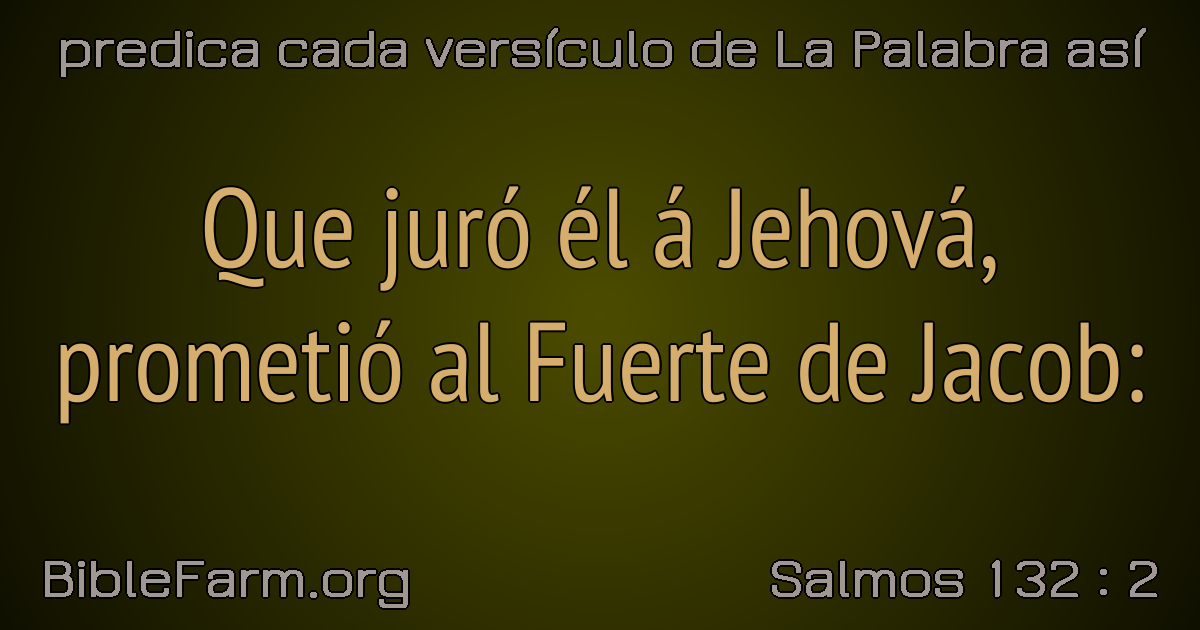 predica cada versículo de La Palabra así
Que juró él á Jehová,
prometió al Fuerte de Jacob:
BibleFarm.org
Salmos 132 : 2